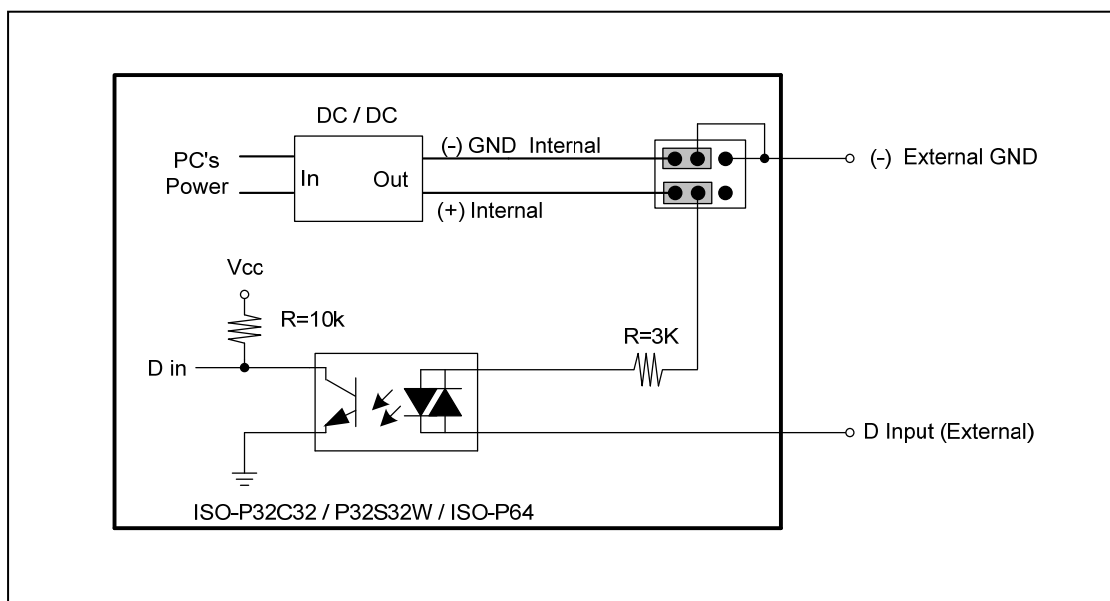 DC / DC
(-) GND Internal
(-) External GND
PC's
Power
In
Out
(+) Internal
Vcc
R=10k
R=3K
D in
D Input (External)
ISO-P32C32 / P32S32W / ISO-P64